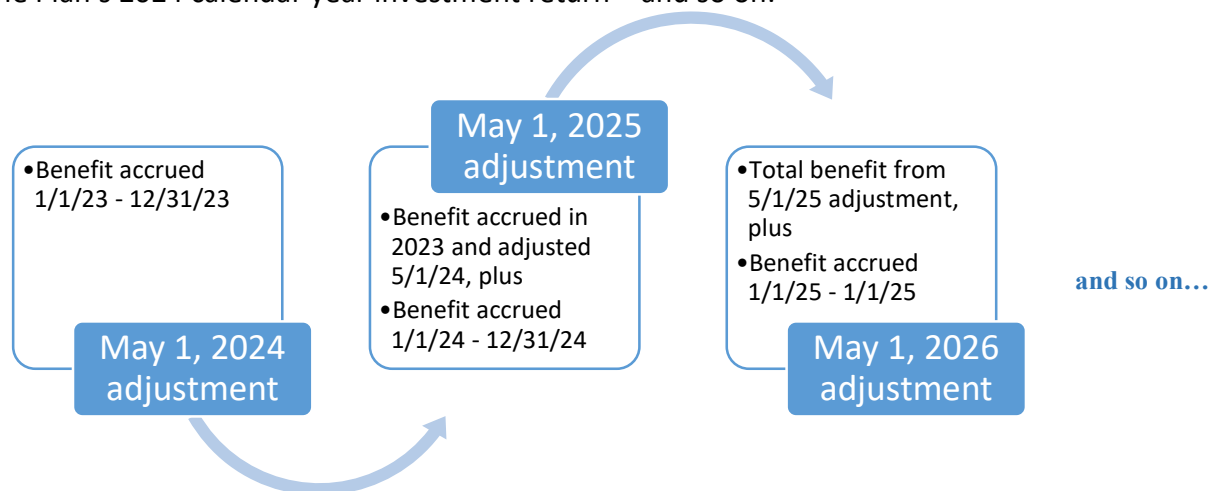 •Benefit accrued
1/1/23 - 12/31/23
May 1, 2024
adjustment
May 1, 2025
adjustment
•Benefit accrued in
2023 and adjusted
5/1/24, plus
•Benefit accrued
1/1/24 - 12/31/24
•Total benefit from
5/1/25 adjustment,
plus
•Benefit accrued
1/1/25 - 1/1/25
May 1, 2026
adjustment
and so on…